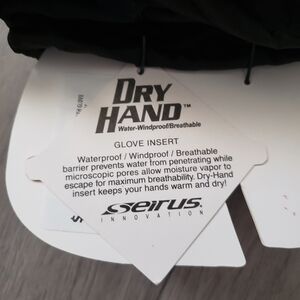 DRY
HAND™
Water-Windproof/Breathable
GLOVE INSERT
Waterproof / Windproof / Breathable
barrier prevents water from penetrating while
microscopic pores allow moisture vapor to
escape for maximum breathability. Dry-Hand
insert keeps your hands warm and dry!
seirus
INNOVATION